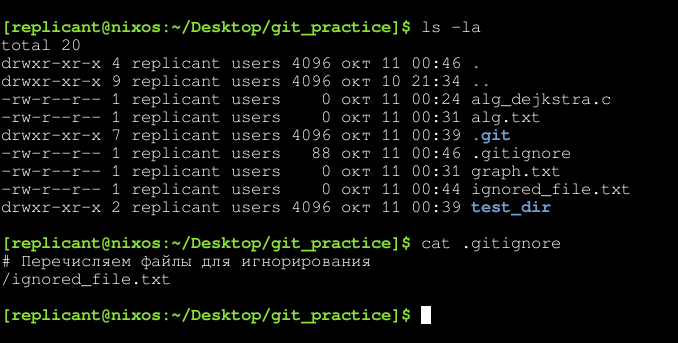 [replicant@nixos:~/Desktop/git_practice]$ ls -la
total 20
drwxr-xr-x 4 replicant users 4096 окт 11 00:46 .
drwxr-xr-x 9 replicant users 4096 окт 10 21:34 ..
-rw-r--r-- 1 replicant users    0 окт 11 00:24 alg_dejkstra.c
-rw-r--r-- 1 replicant users    0 окт 11 00:31 alg.txt
drwxr-xr-x 7 replicant users 4096 окт 11 00:39 .git
-rw-r--r-- 1 replicant users   88 окт 11 00:46 .gitignore
-rw-r--r-- 1 replicant users    0 окт 11 00:31 graph.txt
-rw-r--r-- 1 replicant users    0 окт 11 00:44 ignored_file.txt
drwxr-xr-x 2 replicant users 4096 окт 11 00:39 test_dir
[replicant@nixos:~/Desktop/git_practice]$ cat .gitignore
# Перечисляем файлы для игнорирования
/ignored_file.txt
[replicant@nixos:~/Desktop/git_practice]$